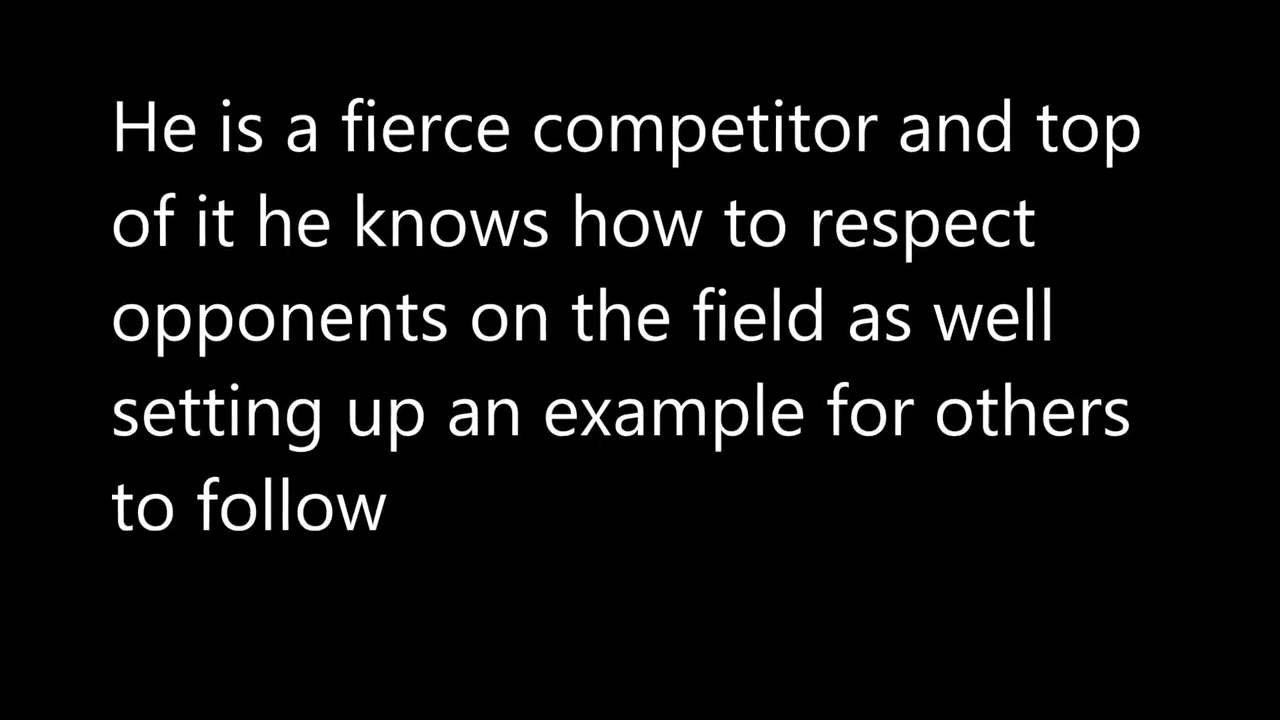 He is a fierce competitor and top
of it he knows how to respect
opponents on the field as well
setting up an example for others
to follow